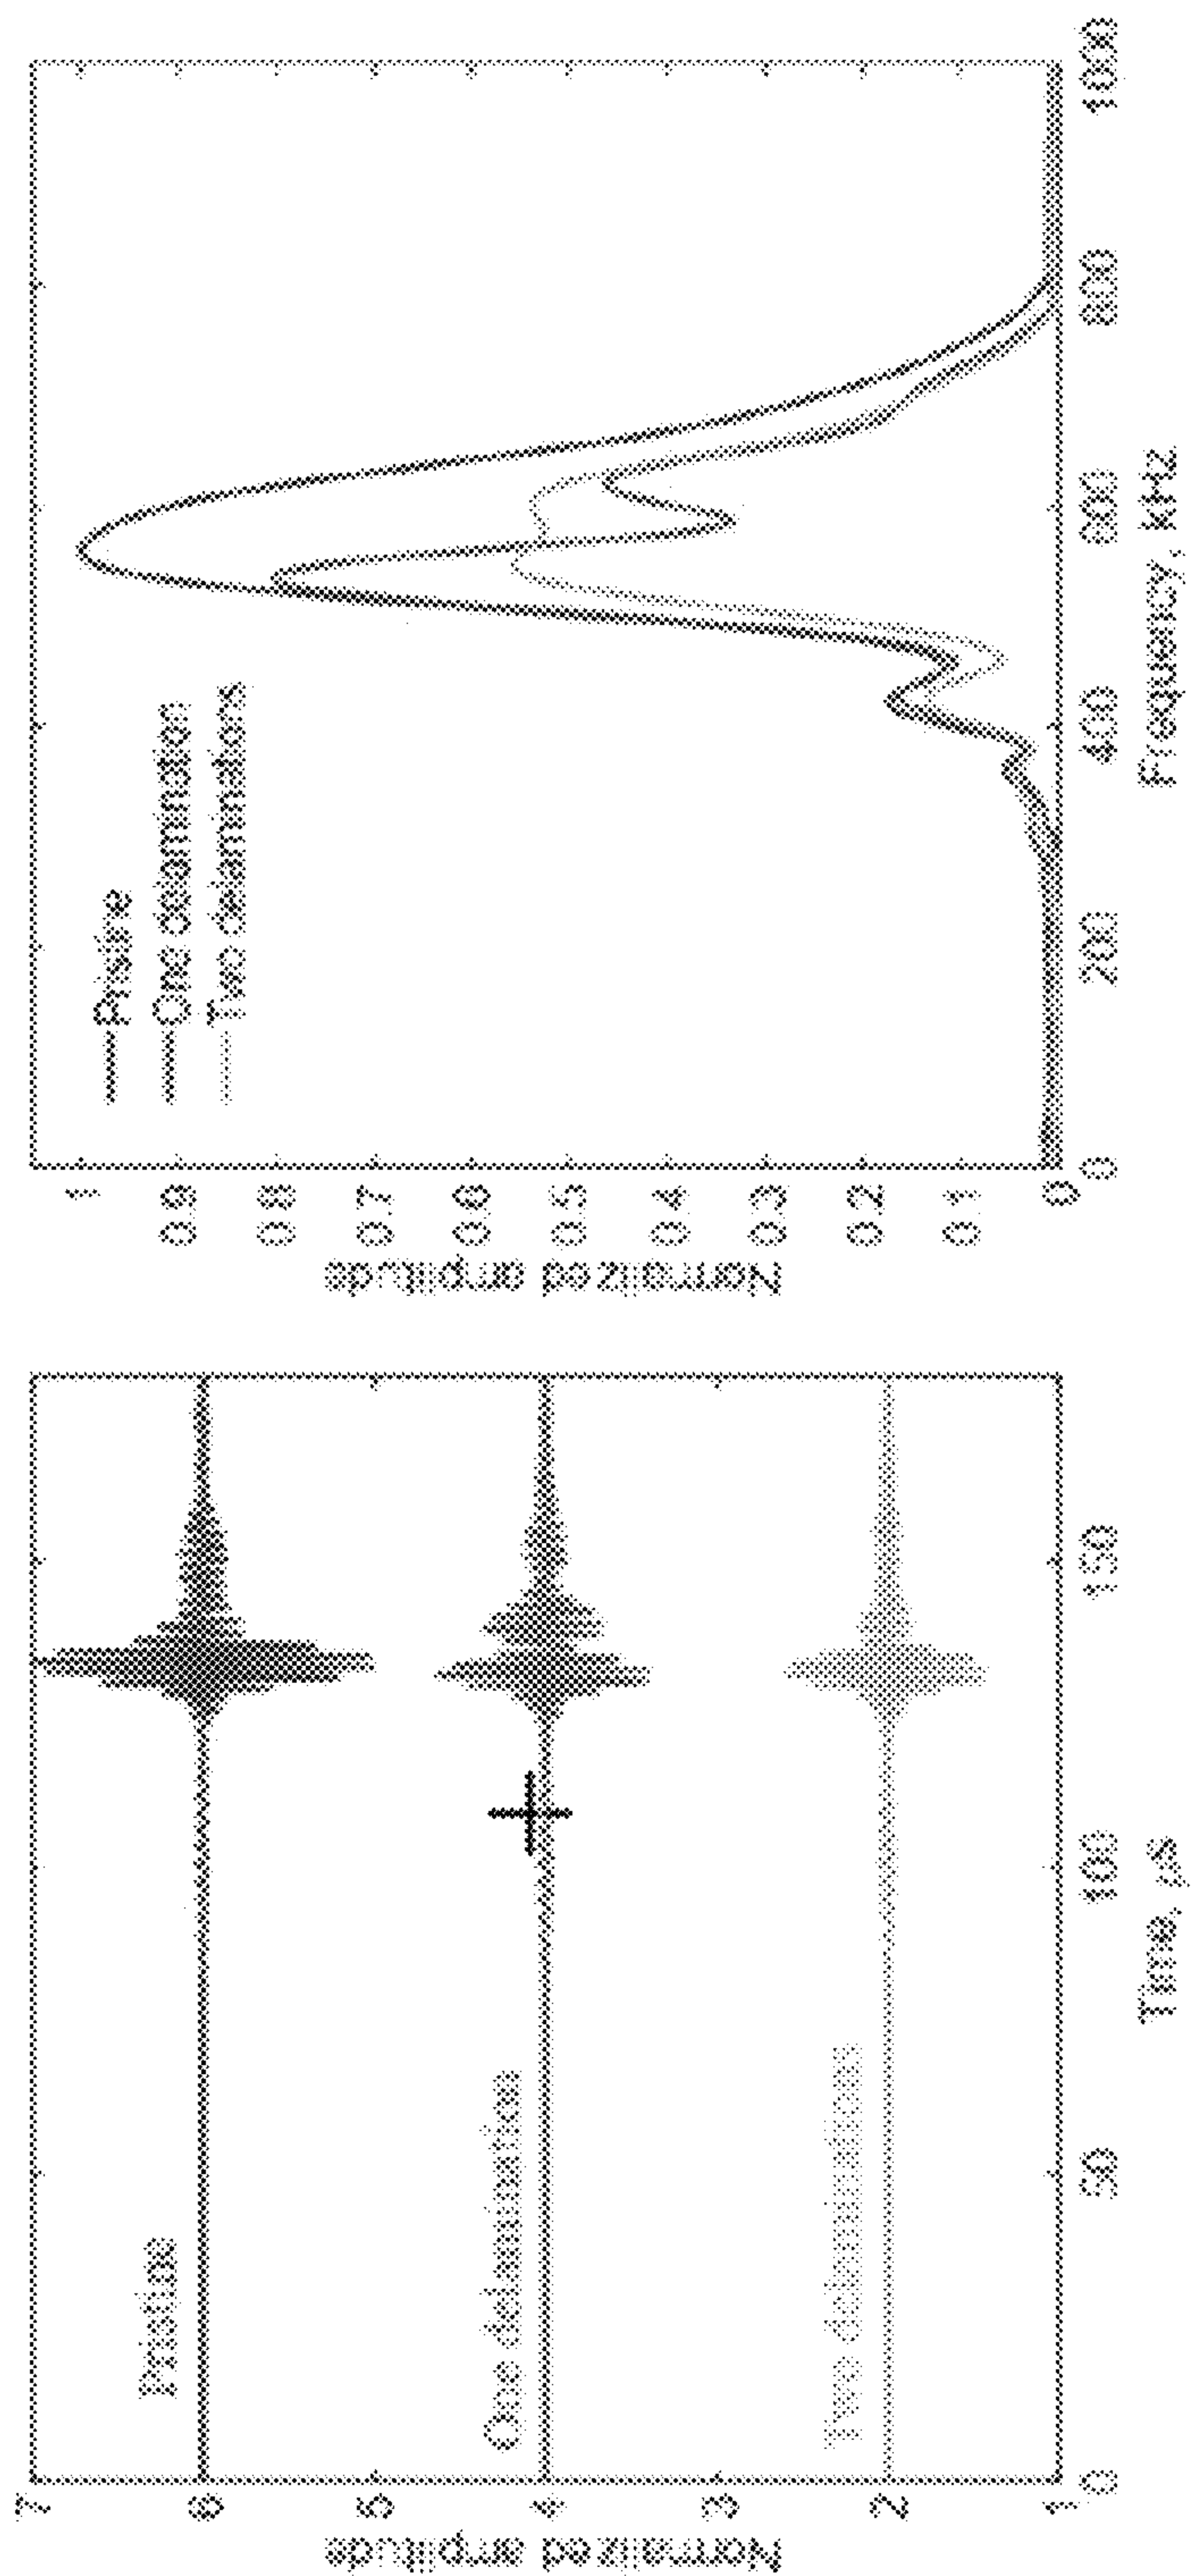 Normalized amplitude
7
6
5
4
3
2
1
Pristine
One delamination
Two delamination
0
50
100
150
Time, µs
Normalized amplitude
1
0.9
0.8
0.7
0.6
0.5
0.4
0.3
0.2
0.1
0
Pristine
One delamination
Two delaminations
0
200
400
600
800
1000
Frequency, kHz